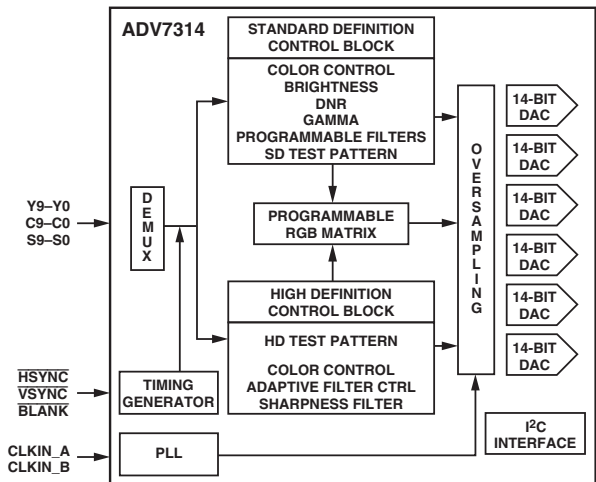 ADV7314
STANDARD DEFINITION
CONTROL BLOCK
COLOR CONTROL
BRIGHTNESS
DNR
GAMMA
PROGRAMMABLE FILTERS
SD TEST PATTERN
Y9–Y0
C9–C0
S9–S0
DEMUX
PROGRAMMABLE
RGB MATRIX
HIGH DEFINITION
CONTROL BLOCK
HD TEST PATTERN
COLOR CONTROL
ADAPTIVE FILTER CTRL
SHARPNESS FILTER
OVERSAMPLING
14-BIT
DAC
14-BIT
DAC
14-BIT
DAC
14-BIT
DAC
14-BIT
DAC
14-BIT
DAC
HSYNC
VSYNC
BLANK
TIMING
GENERATOR
CLKIN_A
CLKIN_B
PLL
I²C
INTERFACE